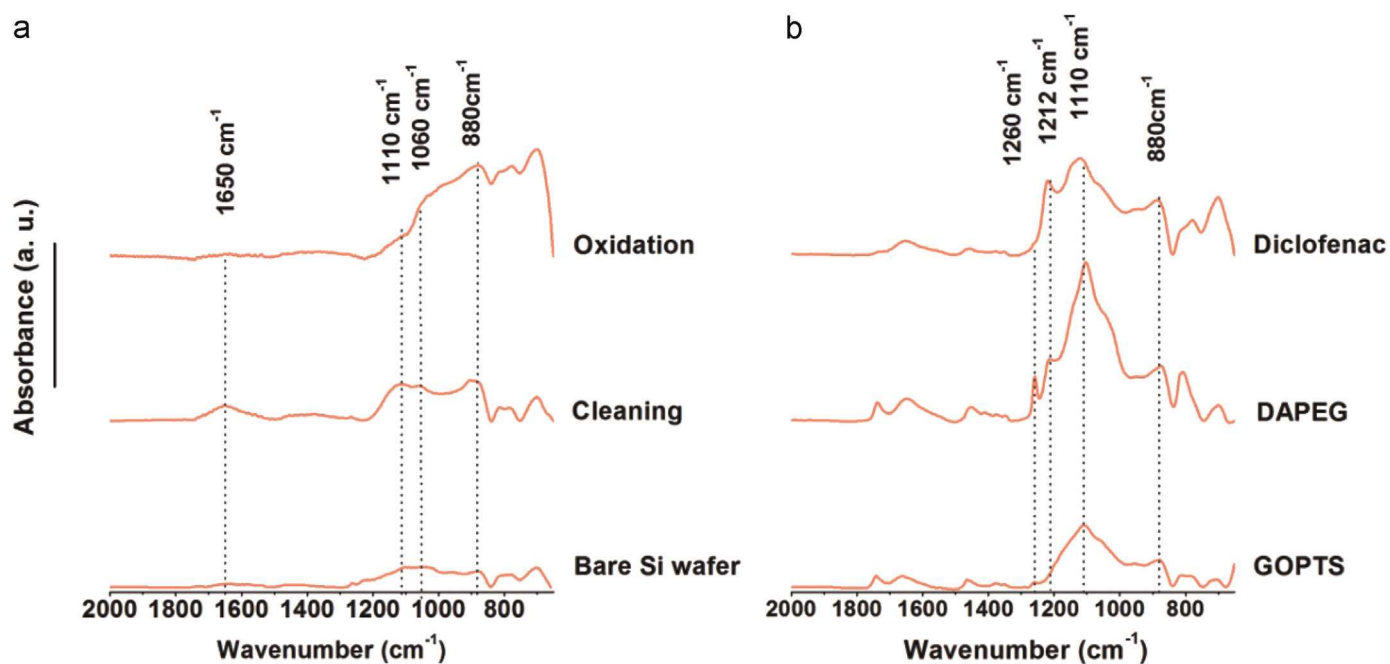 a
1650 cm⁻¹
1110 cm⁻¹
1060 cm⁻¹
880cm⁻¹
Absorbance (a. u.)
Oxidation
Cleaning
Bare Si wafer
2000 1600 1200 1000 800
Wavenumber (cm⁻¹)
b
1260 cm⁻¹
1212 cm⁻¹
1110 cm⁻¹
880cm⁻¹
Diclofenac
DAPEG
GOPTS
2000 1800 1600 1400 1200 1000 800
Wavenumber (cm⁻¹)